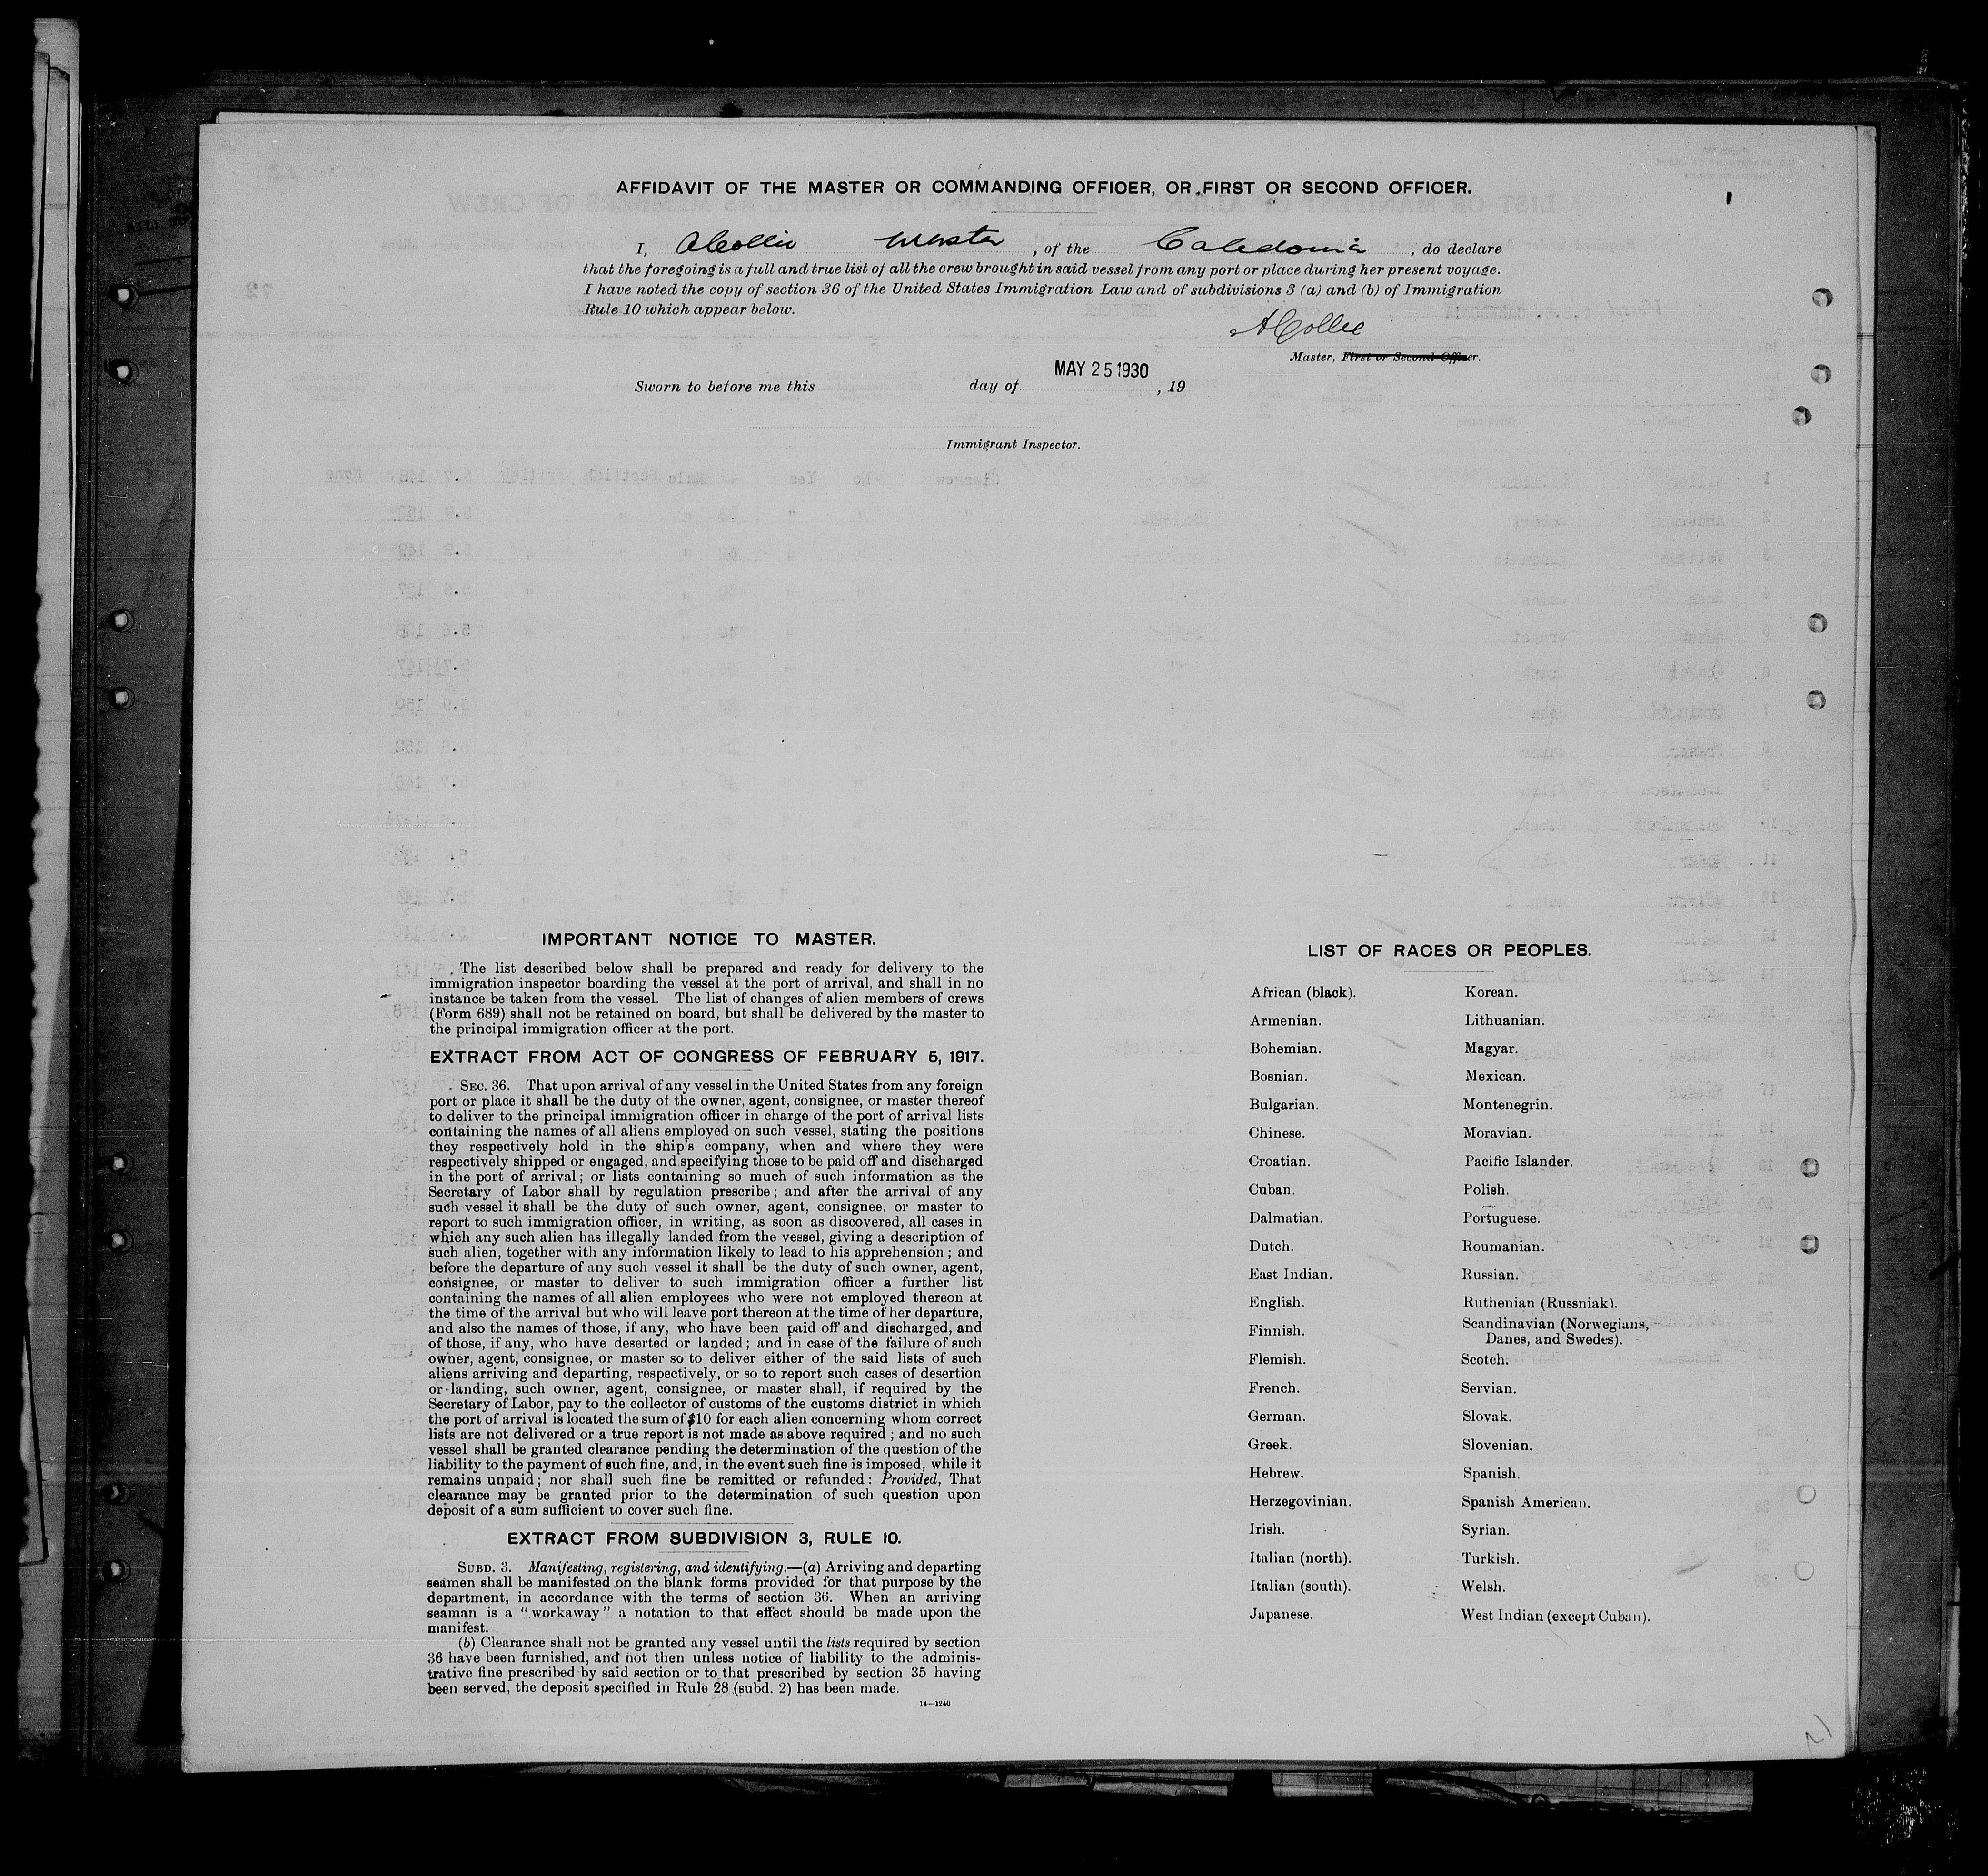 AFFIDAVIT OF THE MASTER OR COMMANDING OFFICER, OR FIRST OR SECOND OFFICER.
I, A Collie Master, of the Caledonia, do declare
that the foregoing is a full and true list of all the crew brought in said vessel from any port or place during her present voyage.
I have noted the copy of section 36 of the United States Immigration Law and of subdivisions 3 (a) and (b) of Immigration
Rule 10 which appear below.
A Collie
Master, First or Second Officer.
MAY 25 1930
Sworn to before me this day of , 19
Immigrant Inspector.
IMPORTANT NOTICE TO MASTER.
The list described below shall be prepared and ready for delivery to the
immigration inspector boarding the vessel at the port of arrival, and shall in no
instance be taken from the vessel. The list of changes of alien members of crews
(Form 689) shall not be retained on board, but shall be delivered by the master to
the principal immigration officer at the port.
EXTRACT FROM ACT OF CONGRESS OF FEBRUARY 5, 1917.
SEC. 36. That upon arrival of any vessel in the United States from any foreign
port or place it shall be the duty of the owner, agent, consignee, or master thereof
to deliver to the principal immigration officer in charge of the port of arrival lists
containing the names of all aliens employed on such vessel, stating the positions
they respectively hold in the ship's company, when and where they were
respectively shipped or engaged, and specifying those to be paid off and discharged
in the port of arrival; or lists containing so much of such information as the
Secretary of Labor shall by regulation prescribe; and after the arrival of any
such vessel it shall be the duty of such owner, agent, consignee, or master to
report to such immigration officer, in writing, as soon as discovered, all cases in
which any such alien has illegally landed from the vessel, giving a description of
such alien, together with any information likely to lead to his apprehension; and
before the departure of any such vessel it shall be the duty of such owner, agent,
consignee, or master to deliver to such immigration officer a further list
containing the names of all alien employees who were not employed thereon at
the time of the arrival but who will leave port thereon at the time of her departure,
and also the names of those, if any, who have been paid off and discharged, and
of those, if any, who have deserted or landed; and in case of the failure of such
owner, agent, consignee, or master so to deliver either of the said lists of such
aliens arriving and departing, respectively, or so to report such cases of desertion
or landing, such owner, agent, consignee, or master shall, if required by the
Secretary of Labor, pay to the collector of customs of the customs district in which
the port of arrival is located the sum of $10 for each alien concerning whom correct
lists are not delivered or a true report is not made as above required; and no such
vessel shall be granted clearance pending the determination of the question of the
liability to the payment of such fine, and, in the event such fine is imposed, while it
remains unpaid; nor shall such fine be remitted or refunded: Provided, That
clearance may be granted prior to the determination of such question upon
deposit of a sum sufficient to cover such fine.
EXTRACT FROM SUBDIVISION 3, RULE 10.
SUBD. 3. Manifesting, registering, and identifying.—(a) Arriving and departing
seamen shall be manifested on the blank forms provided for that purpose by the
department, in accordance with the terms of section 36. When an arriving
seaman is a "workaway" a notation to that effect should be made upon the
manifest.
(b) Clearance shall not be granted any vessel until the lists required by section
36 have been furnished, and not then unless notice of liability to the adminis-
trative fine prescribed by said section or to that prescribed by section 35 having
been served, the deposit specified in Rule 28 (subd. 2) has been made.
14—1240
LIST OF RACES OR PEOPLES.
African (black).
Armenian.
Bohemian.
Bosnian.
Bulgarian.
Chinese.
Croatian.
Cuban.
Dalmatian.
Dutch.
East Indian.
English.
Finnish.
Flemish.
French.
German.
Greek.
Hebrew.
Herzegovinian.
Irish.
Italian (north).
Italian (south).
Japanese.
Korean.
Lithuanian.
Magyar.
Mexican.
Montenegrin.
Moravian.
Pacific Islander.
Polish.
Portuguese.
Roumanian.
Russian.
Ruthenian (Russniak).
Scandinavian (Norwegians,
Danes, and Swedes).
Scotch.
Servian.
Slovak.
Slovenian.
Spanish.
Spanish American.
Syrian.
Turkish.
Welsh.
West Indian (except Cuban).